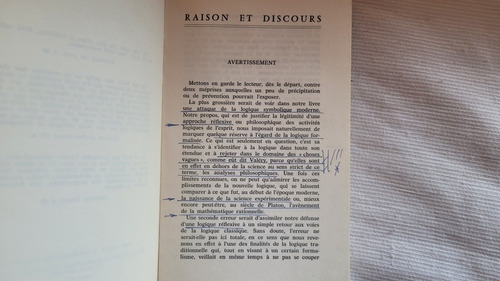 RAISON ET DISCOURS
AVERTISSEMENT
Mettons en garde le lecteur, dès le départ, contre
deux méprises auxquelles un peu de précipitation
ou de prévention pourrait l'exposer.
La plus grossière serait de voir dans notre livre
une attaque de la logique symbolique moderne.
Notre propos, qui est de justifier la légitimité d'une
approche réflexive ou philosophique des activités
logiques de l'esprit, nous imposait naturellement de
marquer quelque réserve à l'égard de la logique for-
malisée. Ce qui est seulement en question, c'est sa
tendance à s'identifier à la logique dans toute son
étendue et à rejeter dans le domaine des « choses
vagues », comme eût dit Valéry, parce qu'elles sont
en effet en dehors de la science au sens strict de ce
terme, les analyses philosophiques. Une fois ces
limites reconnues, on ne peut qu'admirer les accom-
plissements de la nouvelle logique, qui se laissent
comparer à ce que fut, au début de l'époque moderne,
la naissance de la science expérimentale ou, mieux
encore peut-être, au siècle de Platon, l'avènement
de la mathématique rationnelle.
Une seconde erreur serait d'assimiler notre défense
d'une logique réflexive à un simple retour aux voies
de la logique classique. Sans doute, l'erreur ne
serait-elle pas ici totale, en ce sens que nous reve-
nons en effet à l'une des finalités de la logique tra-
ditionnelle qui, tout en visant à un certain forma-
lisme, veillait en même temps à ne pas se couper